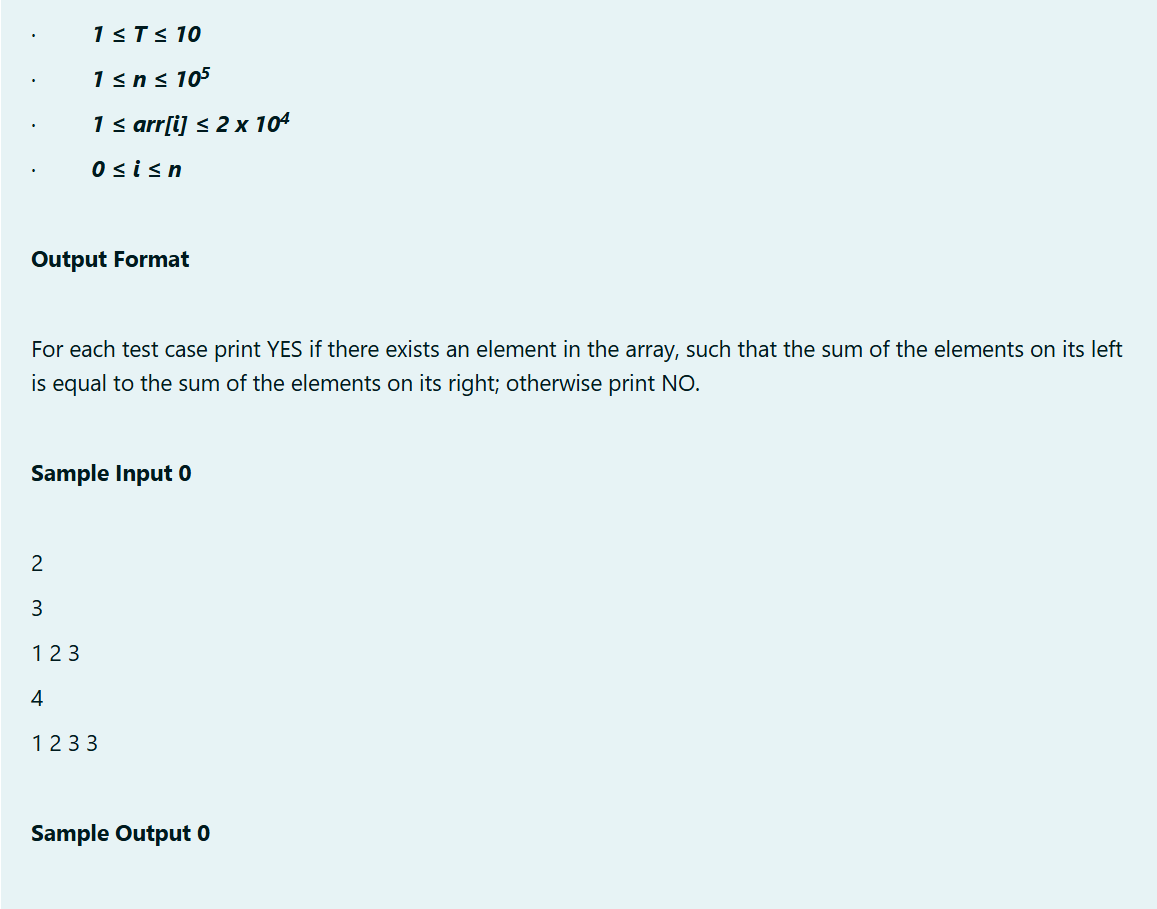 · 1 ≤ T ≤ 10
· 1 ≤ n ≤ 10⁵
· 1 ≤ arr[i] ≤ 2 x 10⁴
· 0 ≤ i ≤ n
Output Format
For each test case print YES if there exists an element in the array, such that the sum of the elements on its left
is equal to the sum of the elements on its right; otherwise print NO.
Sample Input 0
2
3
1 2 3
4
1 2 3 3
Sample Output 0